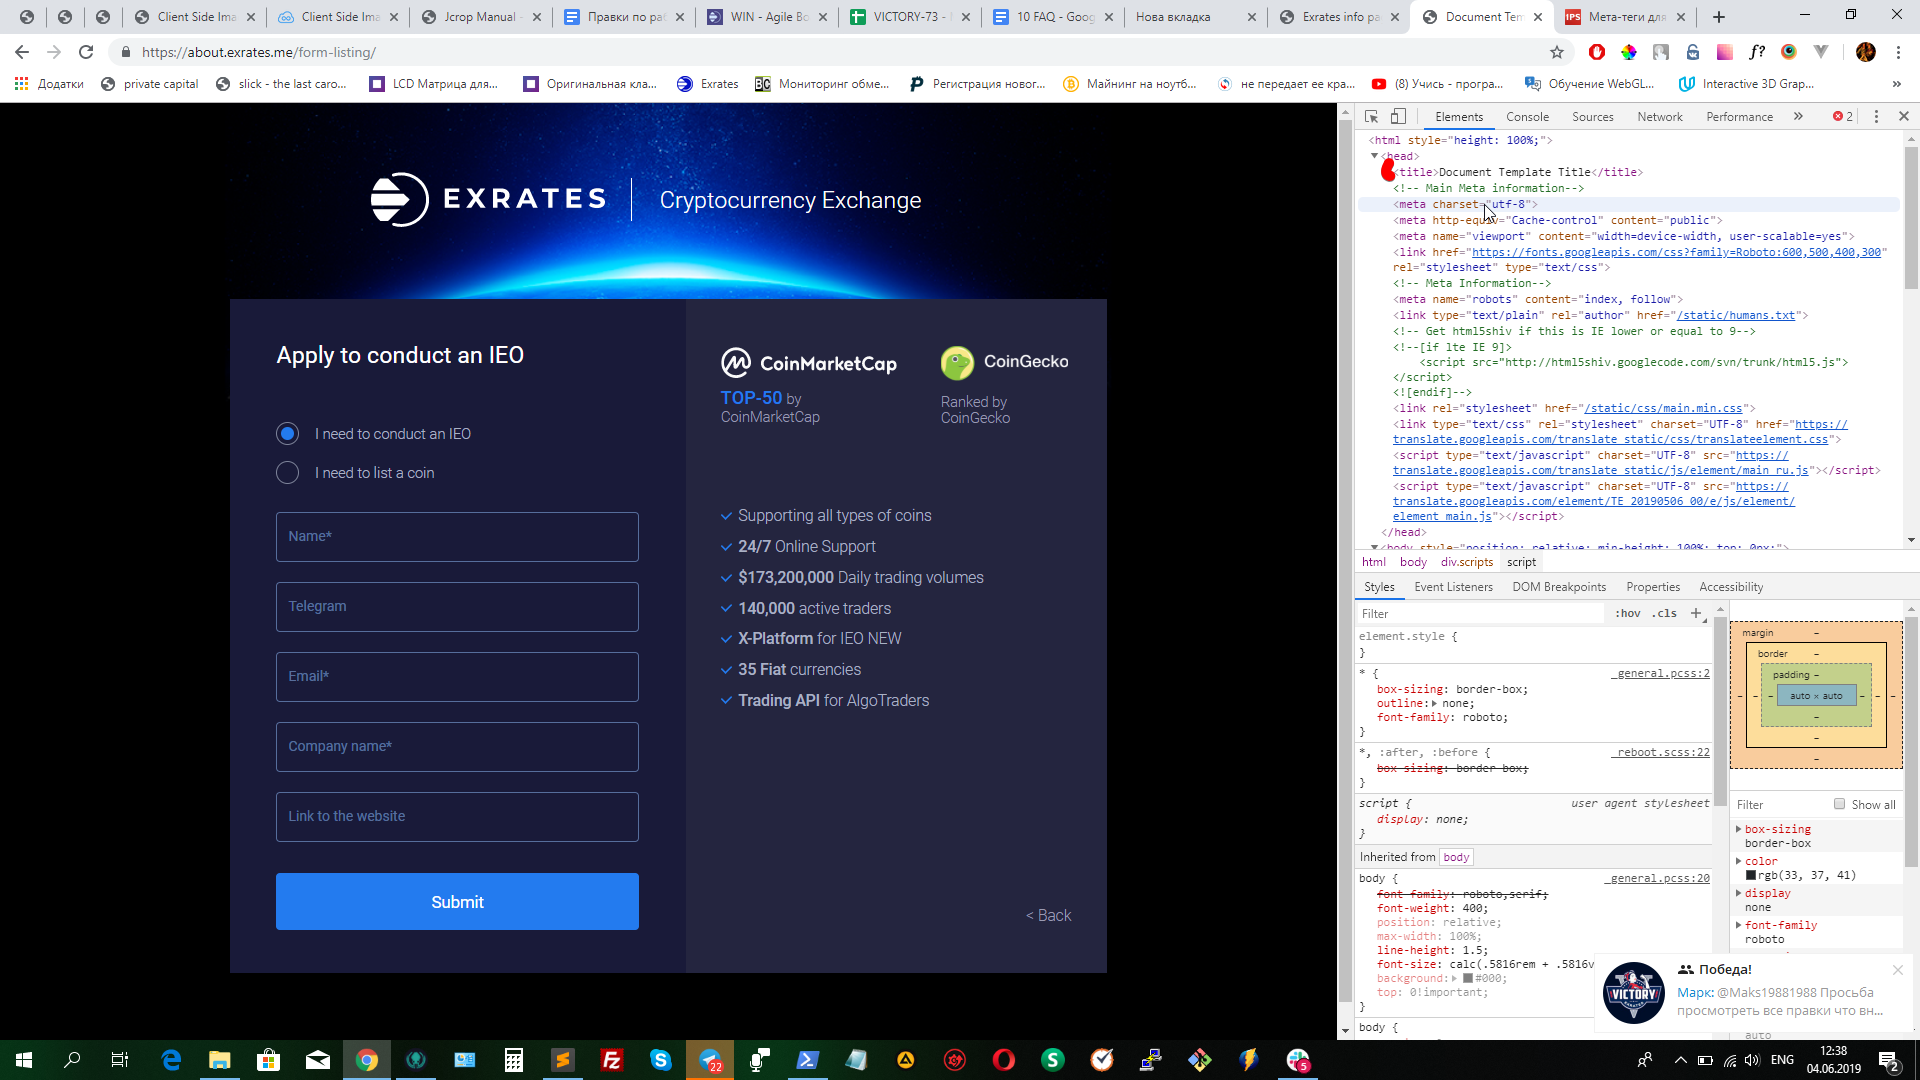 Client Side Ima
Client Side Ima
Jcrop Manual -
Правки по раб
WIN - Agile Bo
VICTORY-73 -
10 FAQ - Goog
Нова вкладка
Exrates info pa
Document Tem
Мета-теги для
https://about.exrates.me/form-listing/
f?
Додатки
private capital
slick - the last caro...
LCD Матрица для...
Оригинальная кла...
Exrates
Мониторинг обме...
Регистрация новог...
Майнинг на ноутб...
не передает ее кра...
(8) Учись - програ...
Обучение WebGL...
Interactive 3D Grap...
EXRATES
Cryptocurrency Exchange
Apply to conduct an IEO
I need to conduct an IEO
I need to list a coin
Name*
Telegram
Email*
Company name*
Link to the website
Submit
CoinMarketCap
TOP-50 by
CoinMarketCap
CoinGecko
Ranked by
CoinGecko
Supporting all types of coins
24/7 Online Support
$173,200,000 Daily trading volumes
140,000 active traders
X-Platform for IEO NEW
35 Fiat currencies
Trading API for AlgoTraders
< Back
Elements
Console
Sources
Network
Performance
2
<html style="height: 100%;">
<head>
<title>Document Template Title</title>
<!-- Main Meta information-->
<meta charset="utf-8">
<meta http-equiv="Cache-control" content="public">
<meta name="viewport" content="width=device-width, user-scalable=yes">
<link href="https://fonts.googleapis.com/css?family=Roboto:600,500,400,300"
rel="stylesheet" type="text/css">
<!-- Meta Information-->
<meta name="robots" content="index, follow">
<link type="text/plain" rel="author" href="/static/humans.txt">
<!-- Get html5shiv if this is IE lower or equal to 9-->
<!--[if lte IE 9]>
<script src="http://html5shiv.googlecode.com/svn/trunk/html5.js">
</script>
<![endif]-->
<link rel="stylesheet" href="/static/css/main.min.css">
<link type="text/css" rel="stylesheet" charset="UTF-8" href="https://
translate.googleapis.com/translate_static/css/translateelement.css">
<script type="text/javascript" charset="UTF-8" src="https://
translate.googleapis.com/translate_static/js/element/main_ru.js"></script>
<script type="text/javascript" charset="UTF-8" src="https://
translate.googleapis.com/element/TE_20190506_00/e/js/element/
element_main.js"></script>
</head>
<body style="position: relative; min-height: 100%; top: 0px;">
html
body
div.scripts
script
Styles
Event Listeners
DOM Breakpoints
Properties
Accessibility
Filter
:hov
.cls
element.style {
}
* {
_general.pcss:2
box-sizing: border-box;
outline: none;
font-family: roboto;
}
*, :after, :before {
_reboot.scss:22
box-sizing: border-box;
}
script {
user agent stylesheet
display: none;
}
Inherited from body
body {
_general.pcss:20
font-family: roboto,serif;
font-weight: 400;
position: relative;
max-width: 100%;
line-height: 1.5;
font-size: calc(.5816rem + .5816v
background: #000;
top: 0!important;
}
body {
margin
border
padding
auto × auto
Filter
Show all
box-sizing
border-box
color
rgb(33, 37, 41)
display
none
font-family
roboto
auto
VICTORY
Победа!
Марк: @Maks19881988 Просьба
просмотреть все правки что вн...
22
5
ENG
12:38
04.06.2019
2